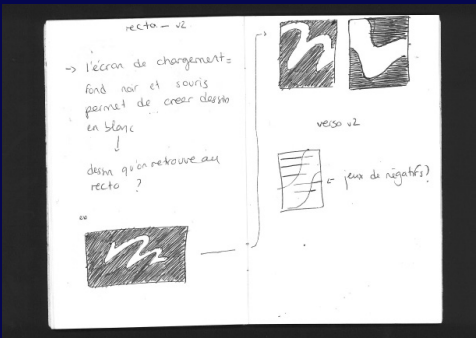 recto - v2
→ l'écran de chargement =
fond noir et souris
permet de créer dessin
en blanc
↓
dessin qu'on retrouve au
recto ?
ex
verso v2
← jeux de négatifs ?